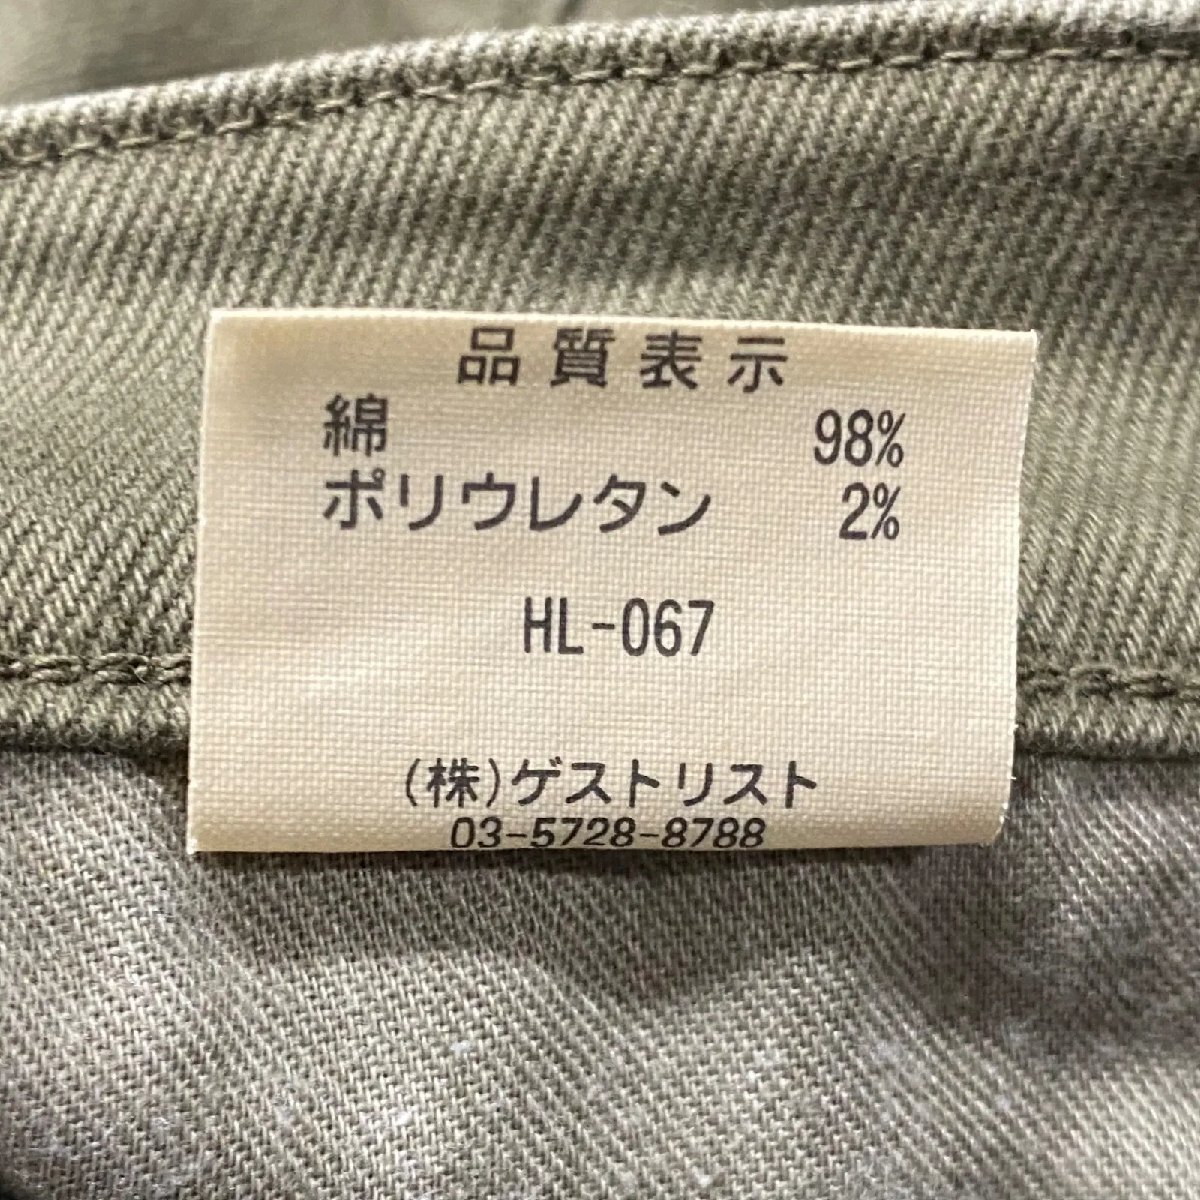 品質表示
綿 98%
ポリウレタン 2%
HL-067
(株)ゲストリスト
03-5728-8788